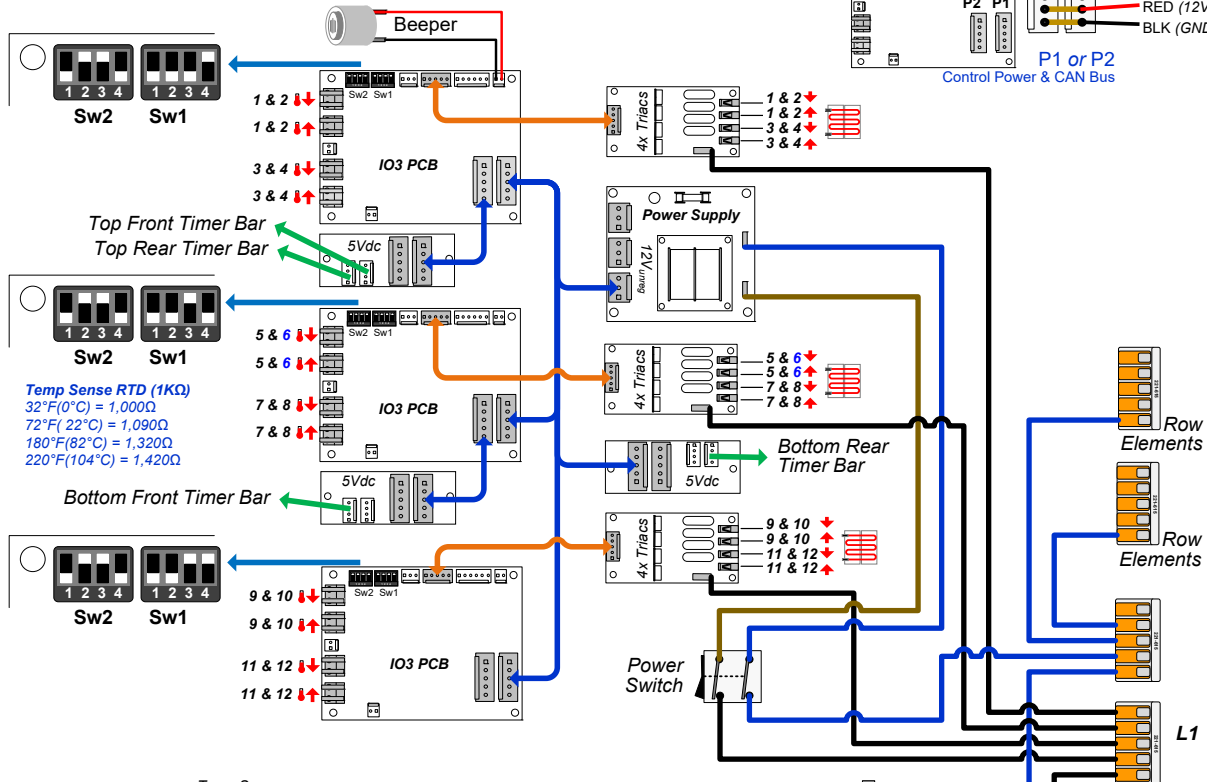 Beeper
P2 P1
RED (12V
BLK (GND
P1 or P2
Control Power & CAN Bus
1 2 3 4 1 2 3 4
Sw2 Sw1
Sw2 Sw1
1 & 2
1 & 2
3 & 4
3 & 4
IO3 PCB
4x Triacs
1 & 2
1 & 2
3 & 4
3 & 4
Top Front Timer Bar
Top Rear Timer Bar
5Vdc
Power Supply
12Vunreg
1 2 3 4 1 2 3 4
Sw2 Sw1
Sw2 Sw1
5 & 6
5 & 6
7 & 8
7 & 8
IO3 PCB
4x Triacs
5 & 6
5 & 6
7 & 8
7 & 8
Temp Sense RTD (1KΩ)
32°F(0°C) = 1,000Ω
72°F( 22°C) = 1,090Ω
180°F(82°C) = 1,320Ω
220°F(104°C) = 1,420Ω
Row
Elements
Bottom Rear
Timer Bar
5Vdc
Bottom Front Timer Bar
5Vdc
4x Triacs
9 & 10
9 & 10
11 & 12
11 & 12
Row
Elements
1 2 3 4 1 2 3 4
Sw2 Sw1
Sw2 Sw1
9 & 10
9 & 10
11 & 12
11 & 12
IO3 PCB
Power
Switch
L1